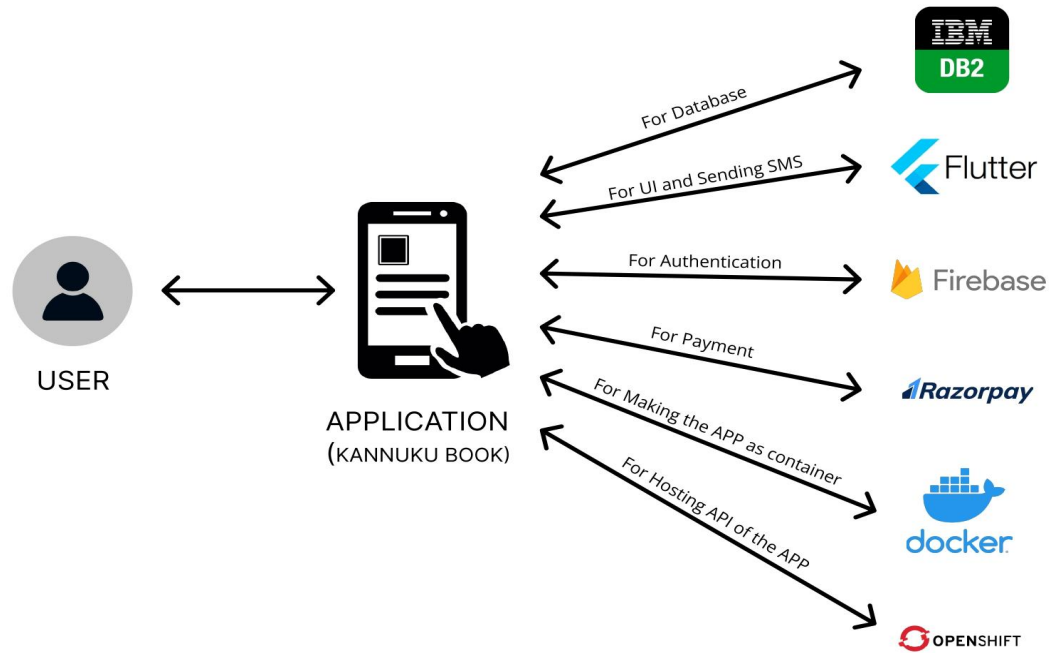 IBM
DB2
For Database
Flutter
For UI and Sending SMS
For Authentication
Firebase
For Payment
Razorpay
USER
APPLICATION
(KANNUKU BOOK)
For Making the APP as container
docker
For Hosting API of the APP
OPENSHIFT